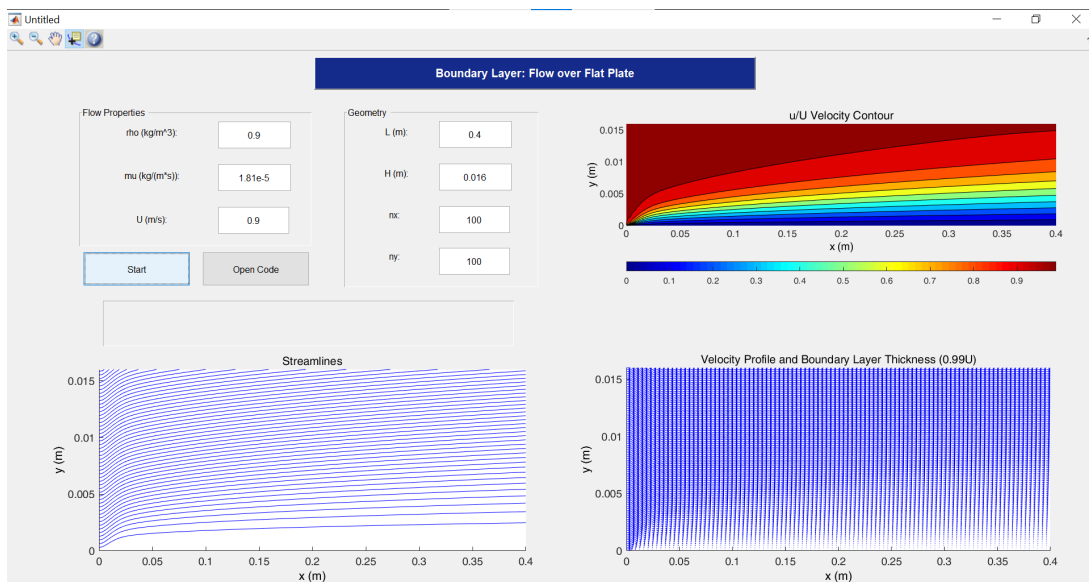 Untitled
Boundary Layer: Flow over Flat Plate
Flow Properties
rho (kg/m^3):
0.9
mu (kg/(m*s)):
1.81e-5
U (m/s):
0.9
Start
Open Code
Geometry
L (m):
0.4
H (m):
0.016
nx:
100
ny:
100
u/U Velocity Contour
0.015
0.01
0.005
0
y (m)
0 0.05 0.1 0.15 0.2 0.25 0.3 0.35 0.4
x (m)
0 0.1 0.2 0.3 0.4 0.5 0.6 0.7 0.8 0.9
Streamlines
0.015
0.01
0.005
0
y (m)
0 0.05 0.1 0.15 0.2 0.25 0.3 0.35 0.4
x (m)
Velocity Profile and Boundary Layer Thickness (0.99U)
0.015
0.01
0.005
0
y (m)
0 0.05 0.1 0.15 0.2 0.25 0.3 0.35 0.4
x (m)